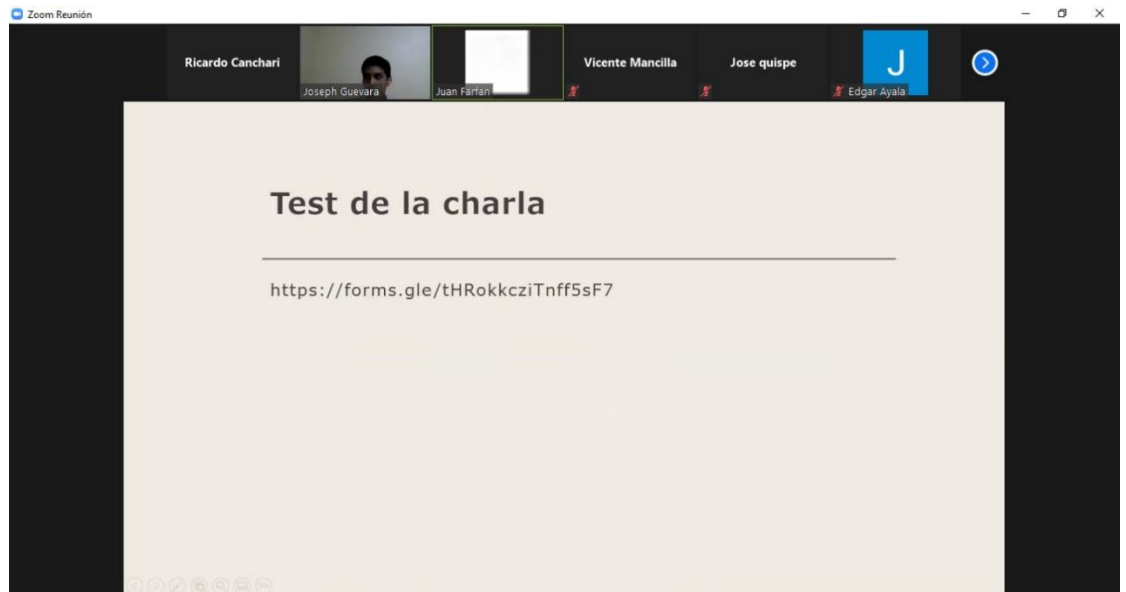 Zoom Reunión
Ricardo Canchari
Joseph Guevara
Juan Farfan
Vicente Mancilla
Jose quispe
J
Edgar Ayala
Test de la charla
https://forms.gle/tHRokkcziTnff5sF7